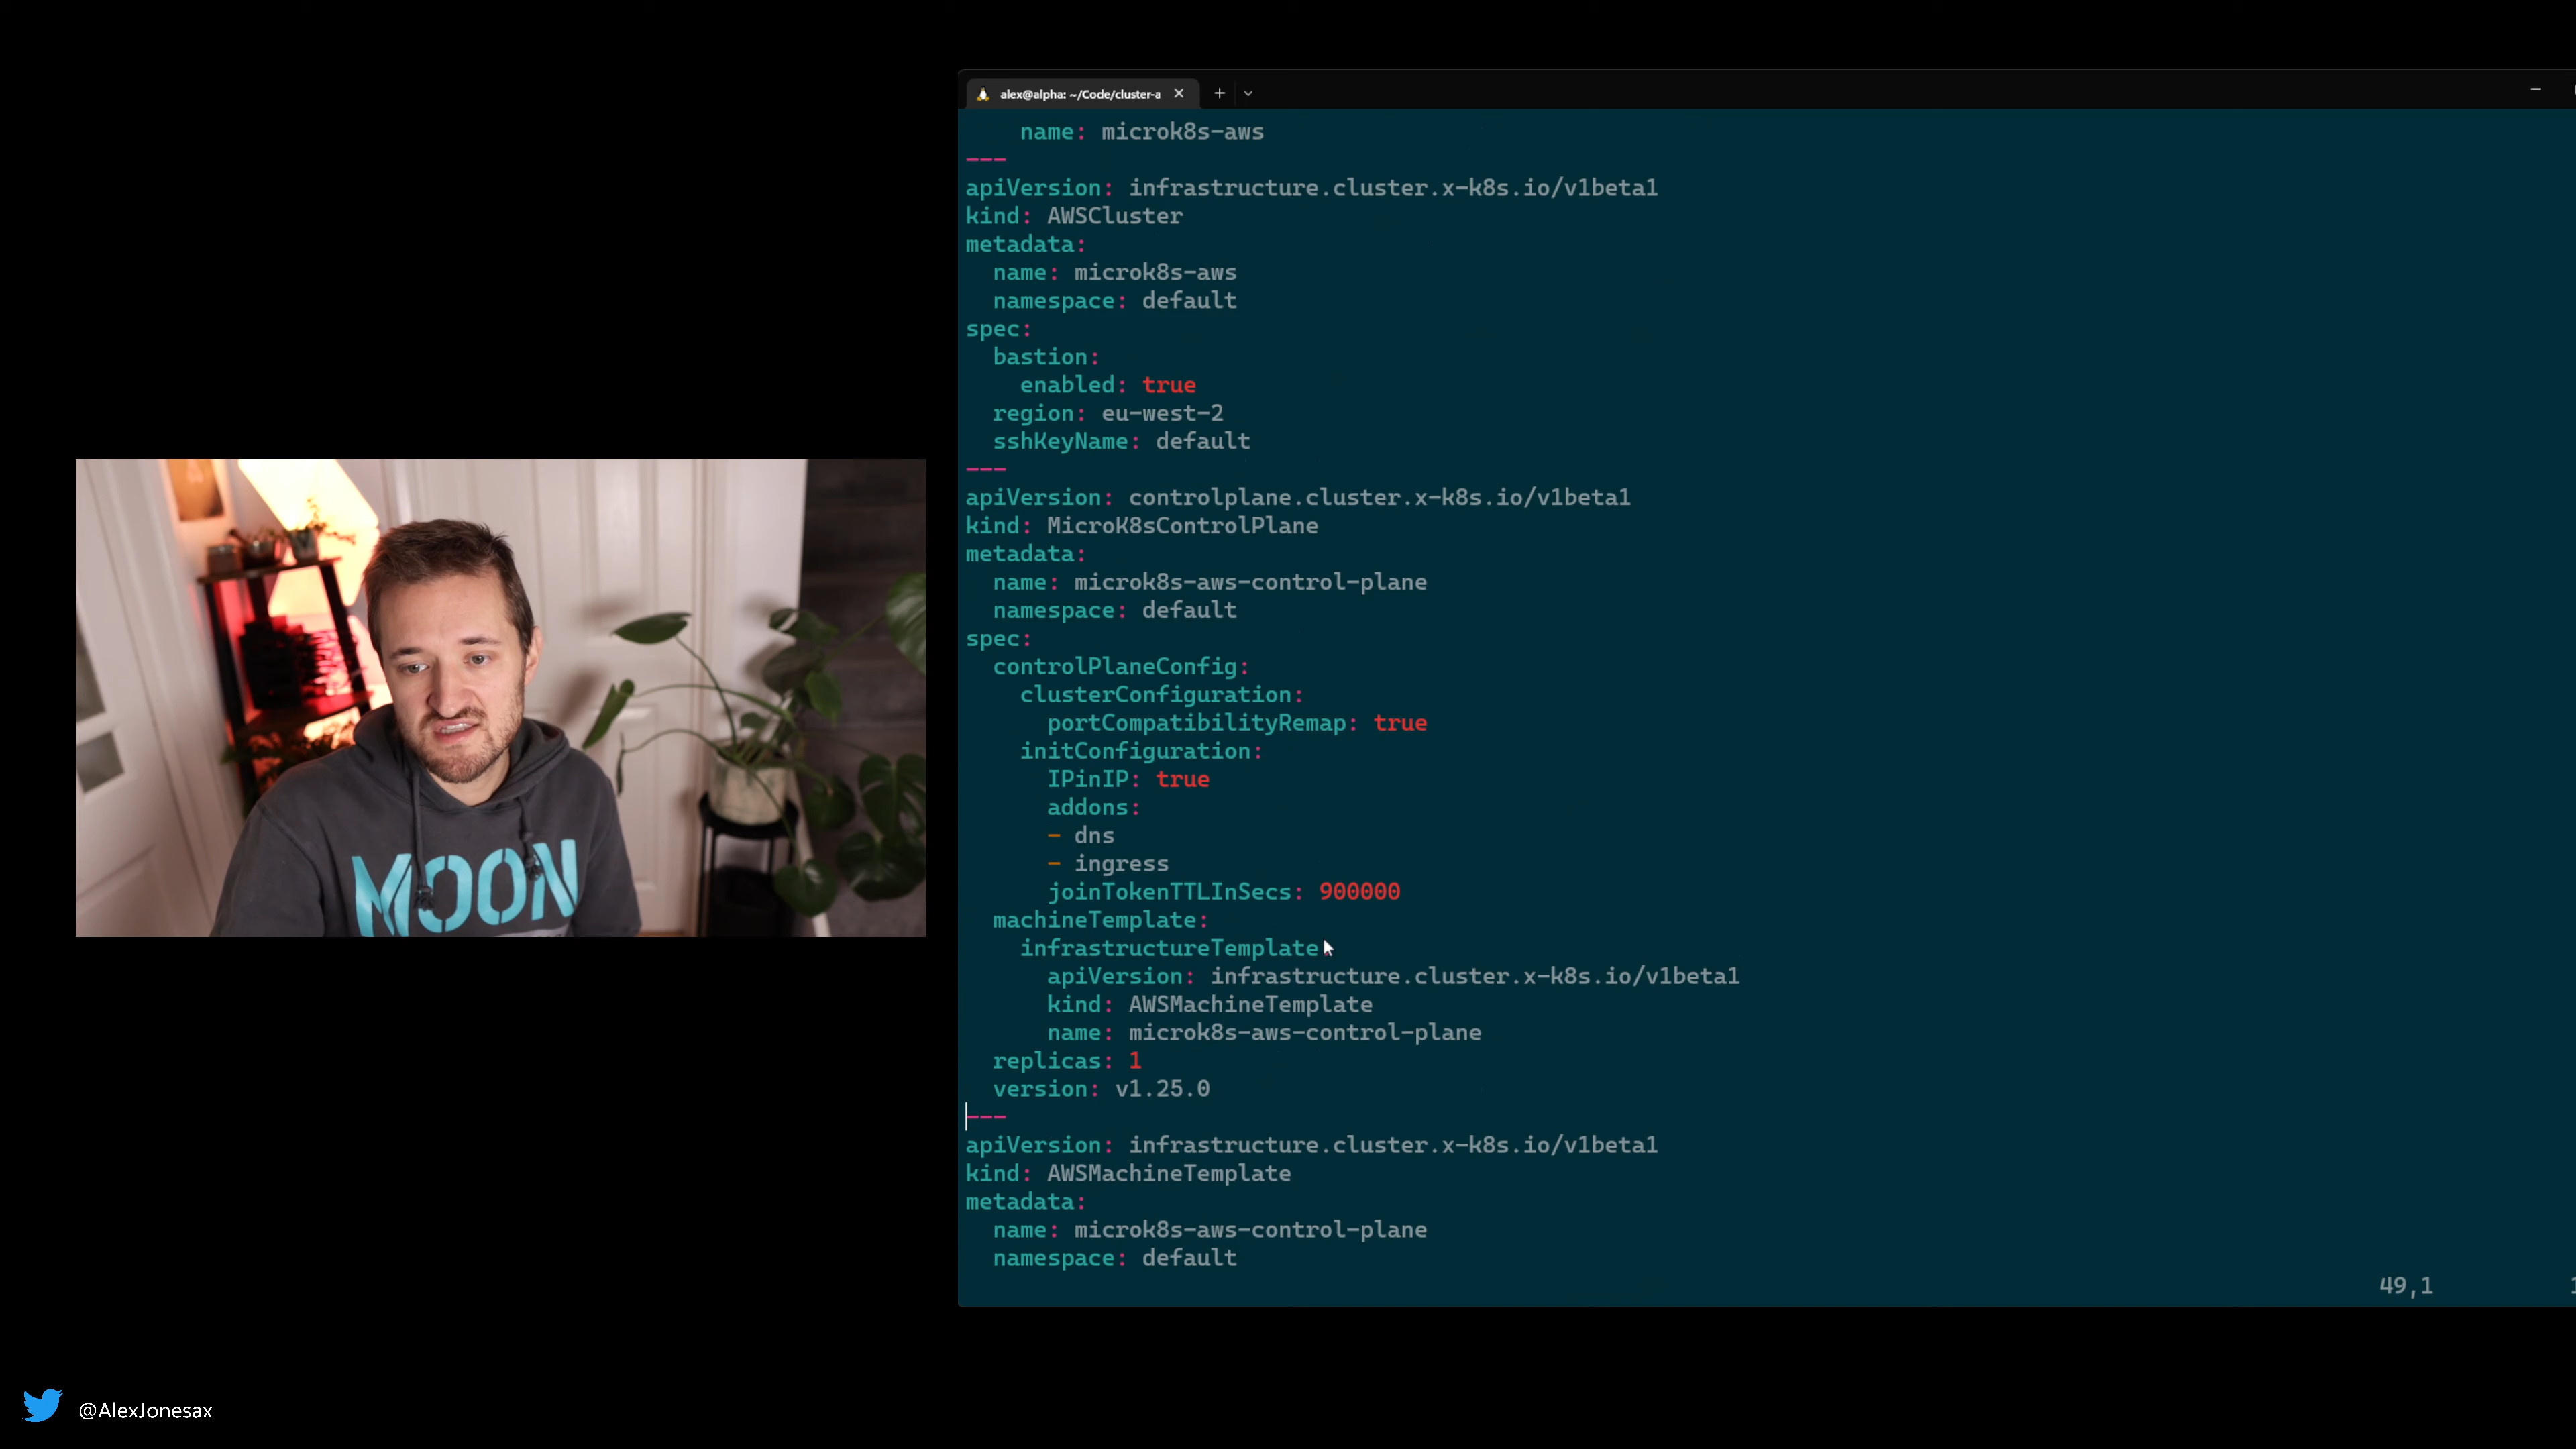 alex@alpha: ~/Code/cluster-a
name: microk8s-aws
---
apiVersion: infrastructure.cluster.x-k8s.io/v1beta1
kind: AWSCluster
metadata:
  name: microk8s-aws
  namespace: default
spec:
  bastion:
    enabled: true
  region: eu-west-2
  sshKeyName: default
---
apiVersion: controlplane.cluster.x-k8s.io/v1beta1
kind: MicroK8sControlPlane
metadata:
  name: microk8s-aws-control-plane
  namespace: default
spec:
  controlPlaneConfig:
    clusterConfiguration:
      portCompatibilityRemap: true
    initConfiguration:
      IPinIP: true
      addons:
      - dns
      - ingress
      joinTokenTTLInSecs: 900000
  machineTemplate:
    infrastructureTemplate:
      apiVersion: infrastructure.cluster.x-k8s.io/v1beta1
      kind: AWSMachineTemplate
      name: microk8s-aws-control-plane
  replicas: 1
  version: v1.25.0
---
apiVersion: infrastructure.cluster.x-k8s.io/v1beta1
kind: AWSMachineTemplate
metadata:
  name: microk8s-aws-control-plane
  namespace: default
49,1
MOON
@AlexJonesax